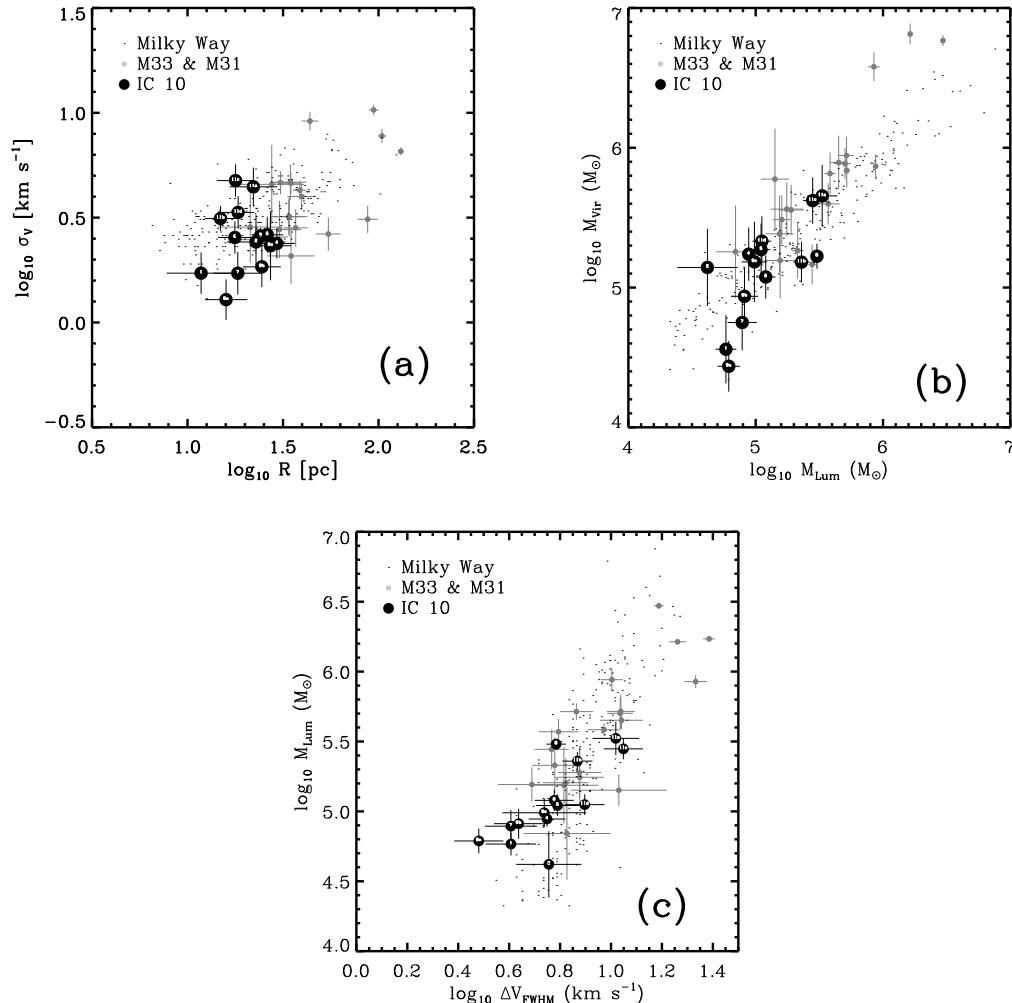 1.5
1.0
0.5
0.0
−0.5
log₁₀ σᵥ [km s⁻¹]
Milky Way
M33 & M31
IC 10
(a)
0.5 1.0 1.5 2.0 2.5
log₁₀ R [pc]
7
6
5
4
log₁₀ M_Vir (M⊙)
Milky Way
M33 & M31
IC 10
(b)
4 5 6 7
log₁₀ M_Lum (M⊙)
7.0
6.5
6.0
5.5
5.0
4.5
4.0
log₁₀ M_Lum (M⊙)
Milky Way
M33 & M31
IC 10
(c)
0.0 0.2 0.4 0.6 0.8 1.0 1.2 1.4
log₁₀ ΔV_FWHM (km s⁻¹)